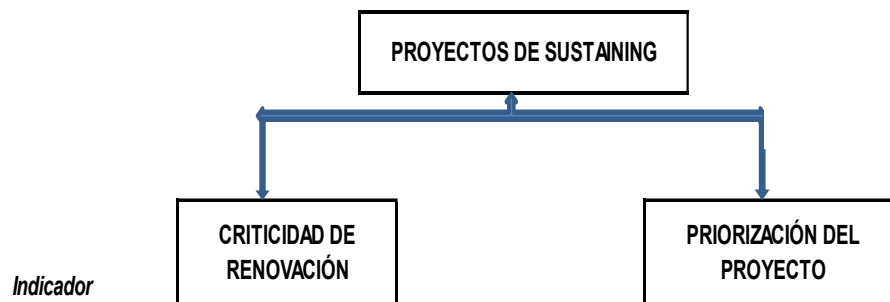 PROYECTOS DE SUSTAINING
CRITICIDAD DE
RENOVACIÓN
PRIORIZACIÓN DEL
PROYECTO
Indicador